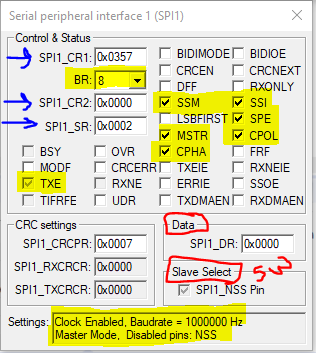 Serial peripheral interface 1 (SPI1)
Control & Status
SPI1_CR1: 0x0357
BR: 8
SPI1_CR2: 0x0000
SPI1_SR: 0x0002
BIDIMODE BIDIOE
CRCEN CRCNEXT
DFF RXONLY
SSM SSI
LSBFIRST SPE
MSTR CPOL
BSY OVR CPHA FRF
MODF CRCERR TXEIE RXNEIE
TXE RXNE ERRIE SSOE
TIFRFE UDR TXDMAEN RXDMAEN
CRC settings
SPI1_CRCPR: 0x0007
SPI1_RXCRCR: 0x0000
SPI1_TXCRCR: 0x0000
Data
SPI1_DR: 0x0000
Slave Select
SPI1_NSS Pin
Settings: Clock Enabled, Baudrate = 1000000 Hz
Master Mode, Disabled pins: NSS